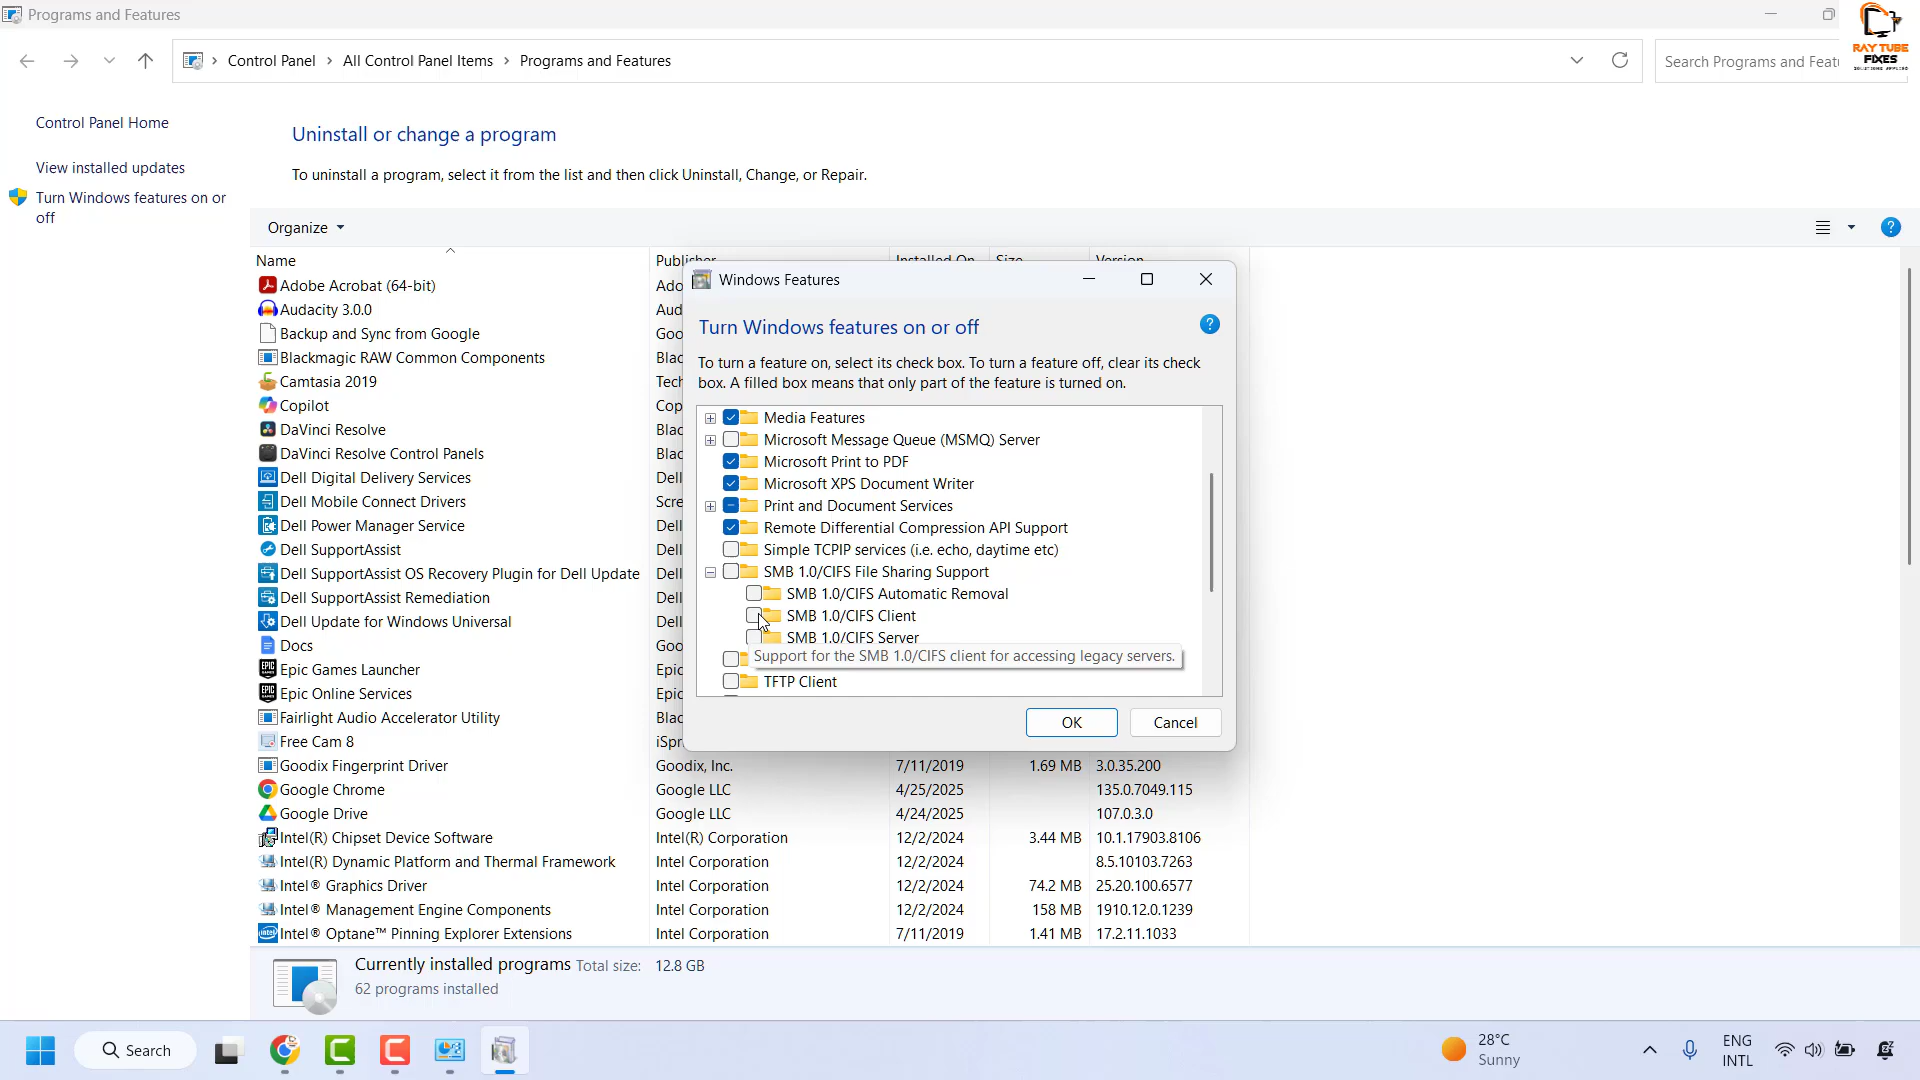 Programs and Features
RAY TUBE
FIXES
Control Panel > All Control Panel Items > Programs and Features
Search Programs and Featu
Control Panel Home
View installed updates
Turn Windows features on or
off
Uninstall or change a program
To uninstall a program, select it from the list and then click Uninstall, Change, or Repair.
Organize
Name Publisher Installed On Size Version
Adobe Acrobat (64-bit) Ado
Audacity 3.0.0 Aud
Backup and Sync from Google Goo
Blackmagic RAW Common Components Blac
Camtasia 2019 Tech
Copilot Cop
DaVinci Resolve Blac
DaVinci Resolve Control Panels Blac
Dell Digital Delivery Services Dell
Dell Mobile Connect Drivers Scre
Dell Power Manager Service Dell
Dell SupportAssist Dell
Dell SupportAssist OS Recovery Plugin for Dell Update Dell
Dell SupportAssist Remediation Dell
Dell Update for Windows Universal Dell
Docs Goo
Epic Games Launcher Epic
Epic Online Services Epic
Fairlight Audio Accelerator Utility Blac
Free Cam 8 iSpr
Goodix Fingerprint Driver Goodix, Inc. 7/11/2019 1.69 MB 3.0.35.200
Google Chrome Google LLC 4/25/2025 135.0.7049.115
Google Drive Google LLC 4/24/2025 107.0.3.0
Intel(R) Chipset Device Software Intel(R) Corporation 12/2/2024 3.44 MB 10.1.17903.8106
Intel(R) Dynamic Platform and Thermal Framework Intel Corporation 12/2/2024 8.5.10103.7263
Intel® Graphics Driver Intel Corporation 12/2/2024 74.2 MB 25.20.100.6577
Intel® Management Engine Components Intel Corporation 12/2/2024 158 MB 1910.12.0.1239
Intel® Optane™ Pinning Explorer Extensions Intel Corporation 7/11/2019 1.41 MB 17.2.11.1033
Windows Features
Turn Windows features on or off
To turn a feature on, select its check box. To turn a feature off, clear its check
box. A filled box means that only part of the feature is turned on.
Media Features
Microsoft Message Queue (MSMQ) Server
Microsoft Print to PDF
Microsoft XPS Document Writer
Print and Document Services
Remote Differential Compression API Support
Simple TCPIP services (i.e. echo, daytime etc)
SMB 1.0/CIFS File Sharing Support
SMB 1.0/CIFS Automatic Removal
SMB 1.0/CIFS Client
SMB 1.0/CIFS Server
Support for the SMB 1.0/CIFS client for accessing legacy servers.
TFTP Client
OK Cancel
Currently installed programs Total size: 12.8 GB
62 programs installed
Search
28°C
Sunny
ENG
INTL